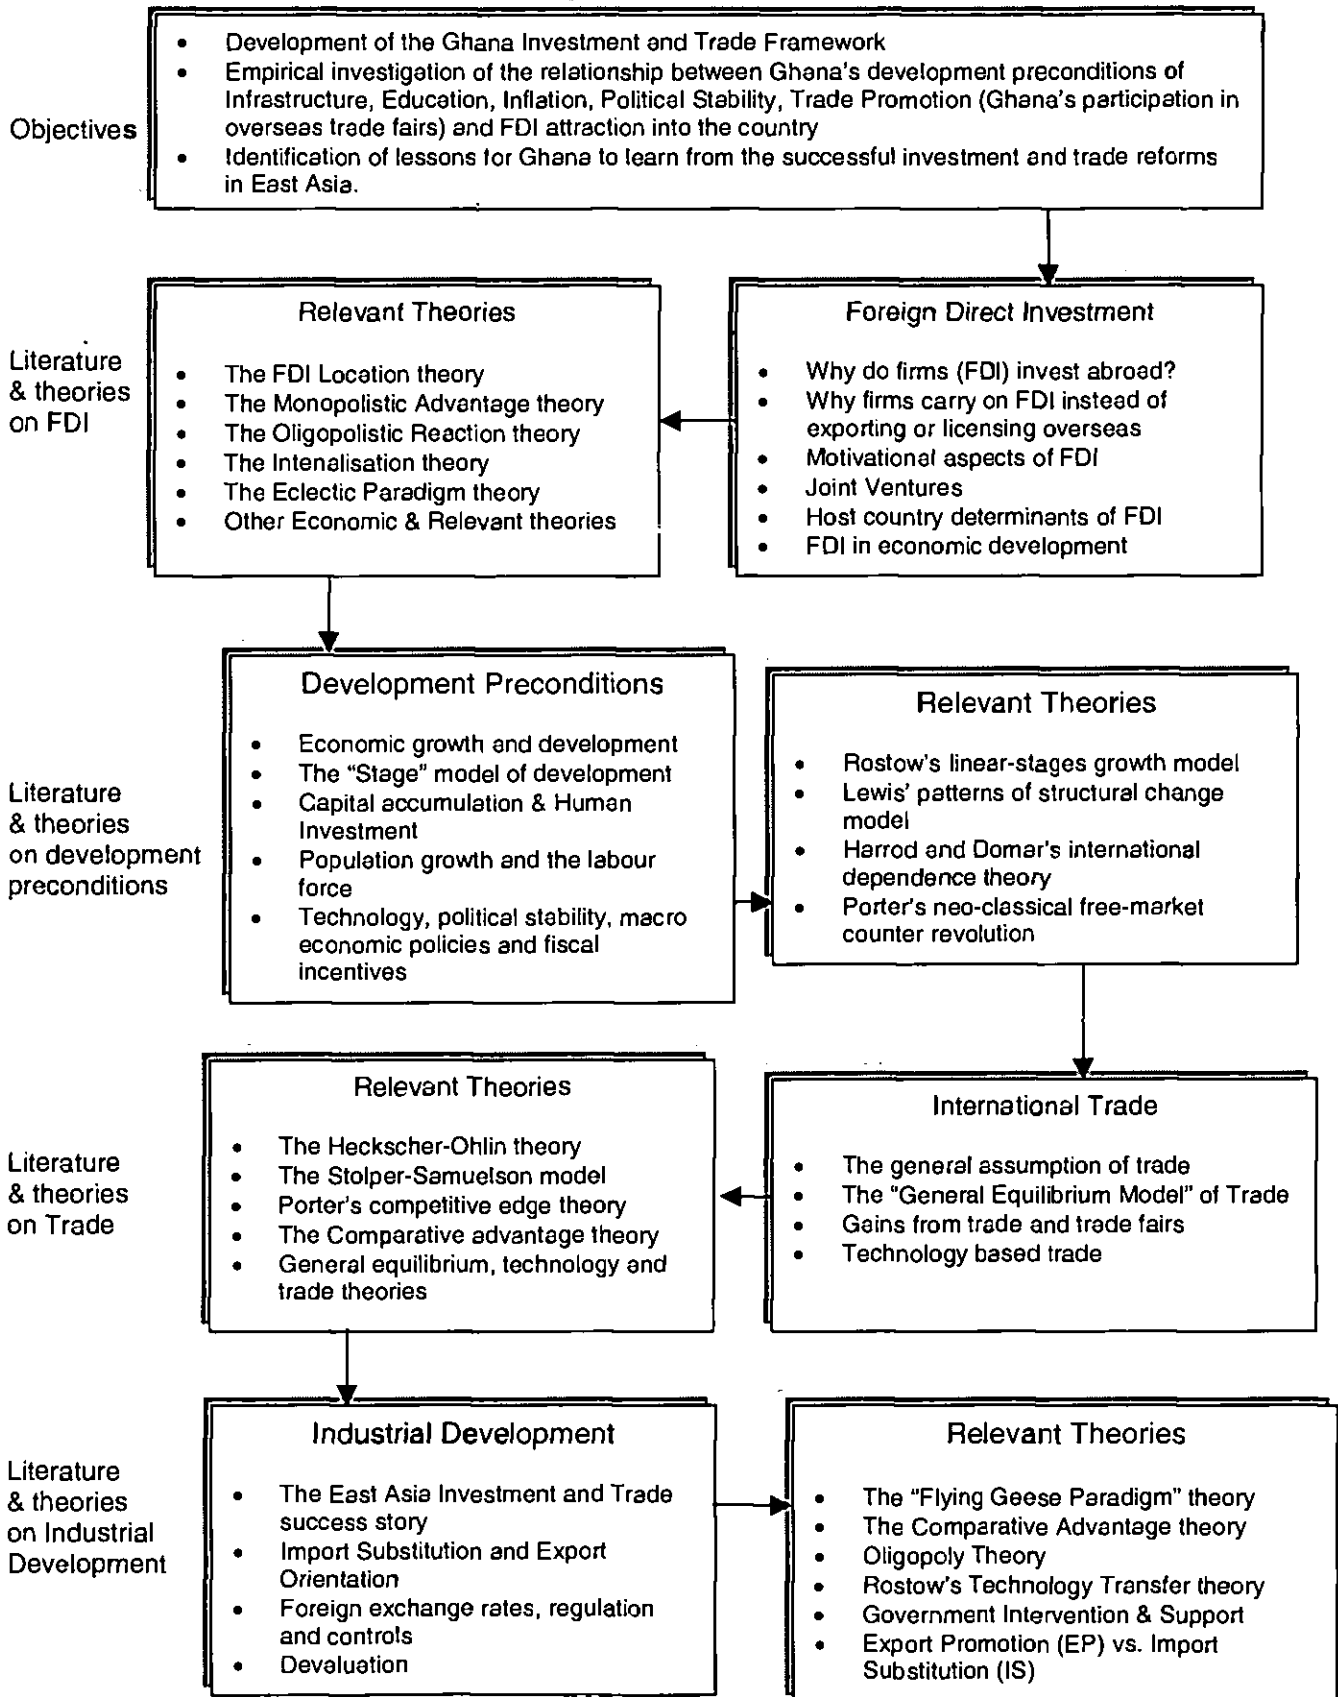 • Development of the Ghana Investment and Trade Framework
• Empirical investigation of the relationship between Ghana's development preconditions of
Infrastructure, Education, Inflation, Political Stability, Trade Promotion (Ghana's participation in
overseas trade fairs) and FDI attraction into the country
• Identification of lessons for Ghana to learn from the successful investment and trade reforms
in East Asia.
Objectives
Literature
& theories
on FDI
Relevant Theories
• The FDI Location theory
• The Monopolistic Advantage theory
• The Oligopolistic Reaction theory
• The Intenalisation theory
• The Eclectic Paradigm theory
• Other Economic & Relevant theories
Foreign Direct Investment
• Why do firms (FDI) invest abroad?
• Why firms carry on FDI instead of
exporting or licensing overseas
• Motivational aspects of FDI
• Joint Ventures
• Host country determinants of FDI
• FDI in economic development
Literature
& theories
on development
preconditions
Development Preconditions
• Economic growth and development
• The "Stage" model of development
• Capital accumulation & Human
Investment
• Population growth and the labour
force
• Technology, political stability, macro
economic policies and fiscal
incentives
Relevant Theories
• Rostow's linear-stages growth model
• Lewis' patterns of structural change
model
• Harrod and Domar's international
dependence theory
• Porter's neo-classical free-market
counter revolution
Literature
& theories
on Trade
Relevant Theories
• The Heckscher-Ohlin theory
• The Stolper-Samuelson model
• Porter's competitive edge theory
• The Comparative advantage theory
• General equilibrium, technology and
trade theories
International Trade
• The general assumption of trade
• The "General Equilibrium Model" of Trade
• Gains from trade and trade fairs
• Technology based trade
Literature
& theories
on Industrial
Development
Industrial Development
• The East Asia Investment and Trade
success story
• Import Substitution and Export
Orientation
• Foreign exchange rates, regulation
and controls
• Devaluation
Relevant Theories
• The "Flying Geese Paradigm" theory
• The Comparative Advantage theory
• Oligopoly Theory
• Rostow's Technology Transfer theory
• Government Intervention & Support
• Export Promotion (EP) vs. Import
Substitution (IS)